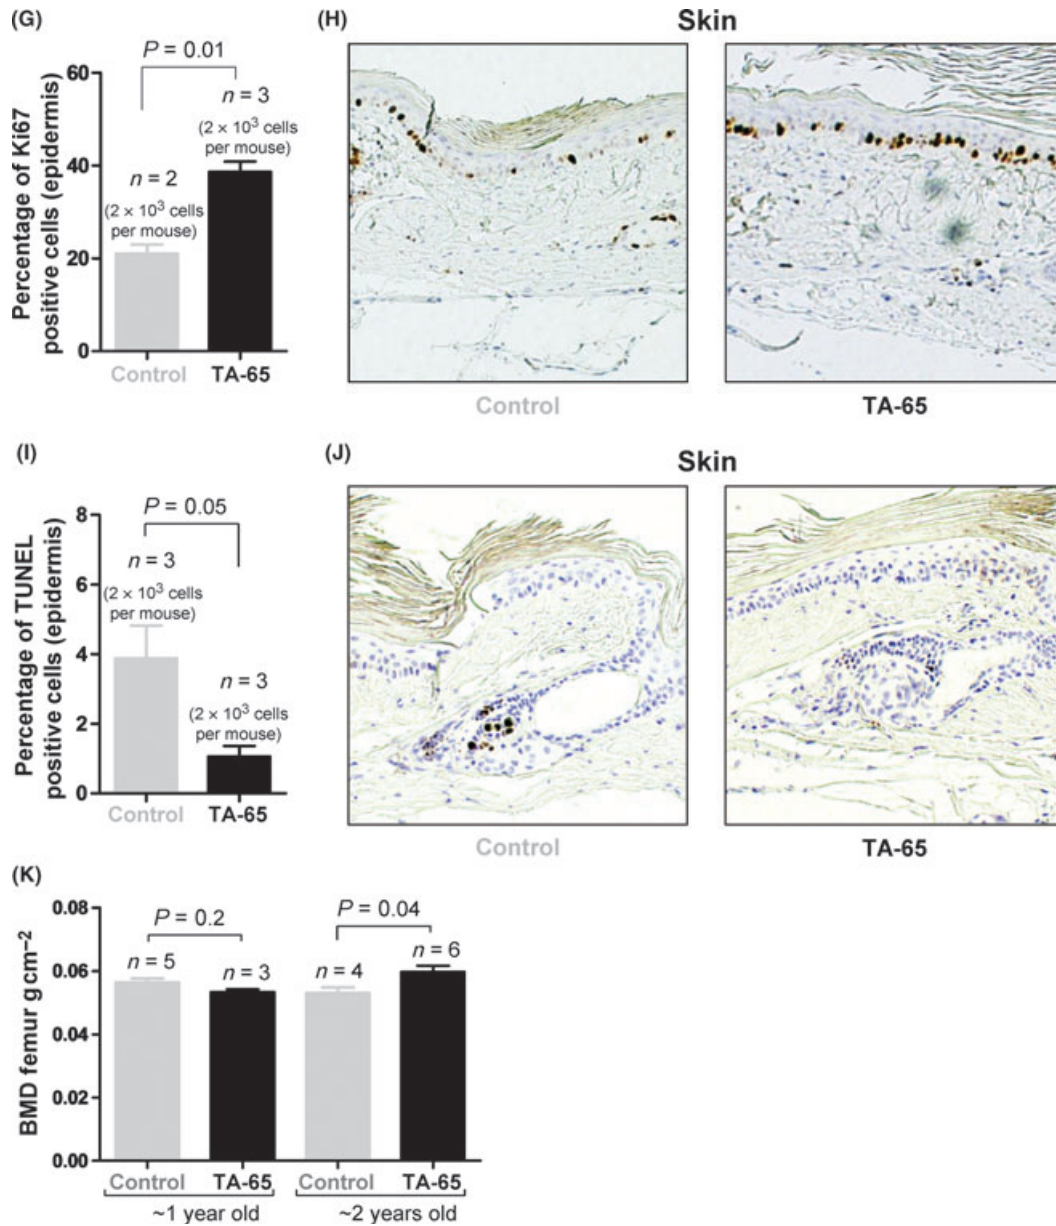 (G)
P = 0.01
Percentage of Ki67
positive cells (epidermis)
60
40
20
0
n = 3
(2 × 10³ cells
per mouse)
n = 2
(2 × 10³ cells
per mouse)
Control
TA-65
(H)
Skin
Control
TA-65
(I)
P = 0.05
Percentage of TUNEL
positive cells (epidermis)
8
6
4
2
0
n = 3
(2 × 10³ cells
per mouse)
n = 3
(2 × 10³ cells
per mouse)
Control
TA-65
(J)
Skin
Control
TA-65
(K)
BMD femur gcm⁻²
0.08
0.06
0.04
0.02
0.00
P = 0.2
P = 0.04
n = 5
n = 3
n = 4
n = 6
Control
TA-65
Control
TA-65
~1 year old
~2 years old